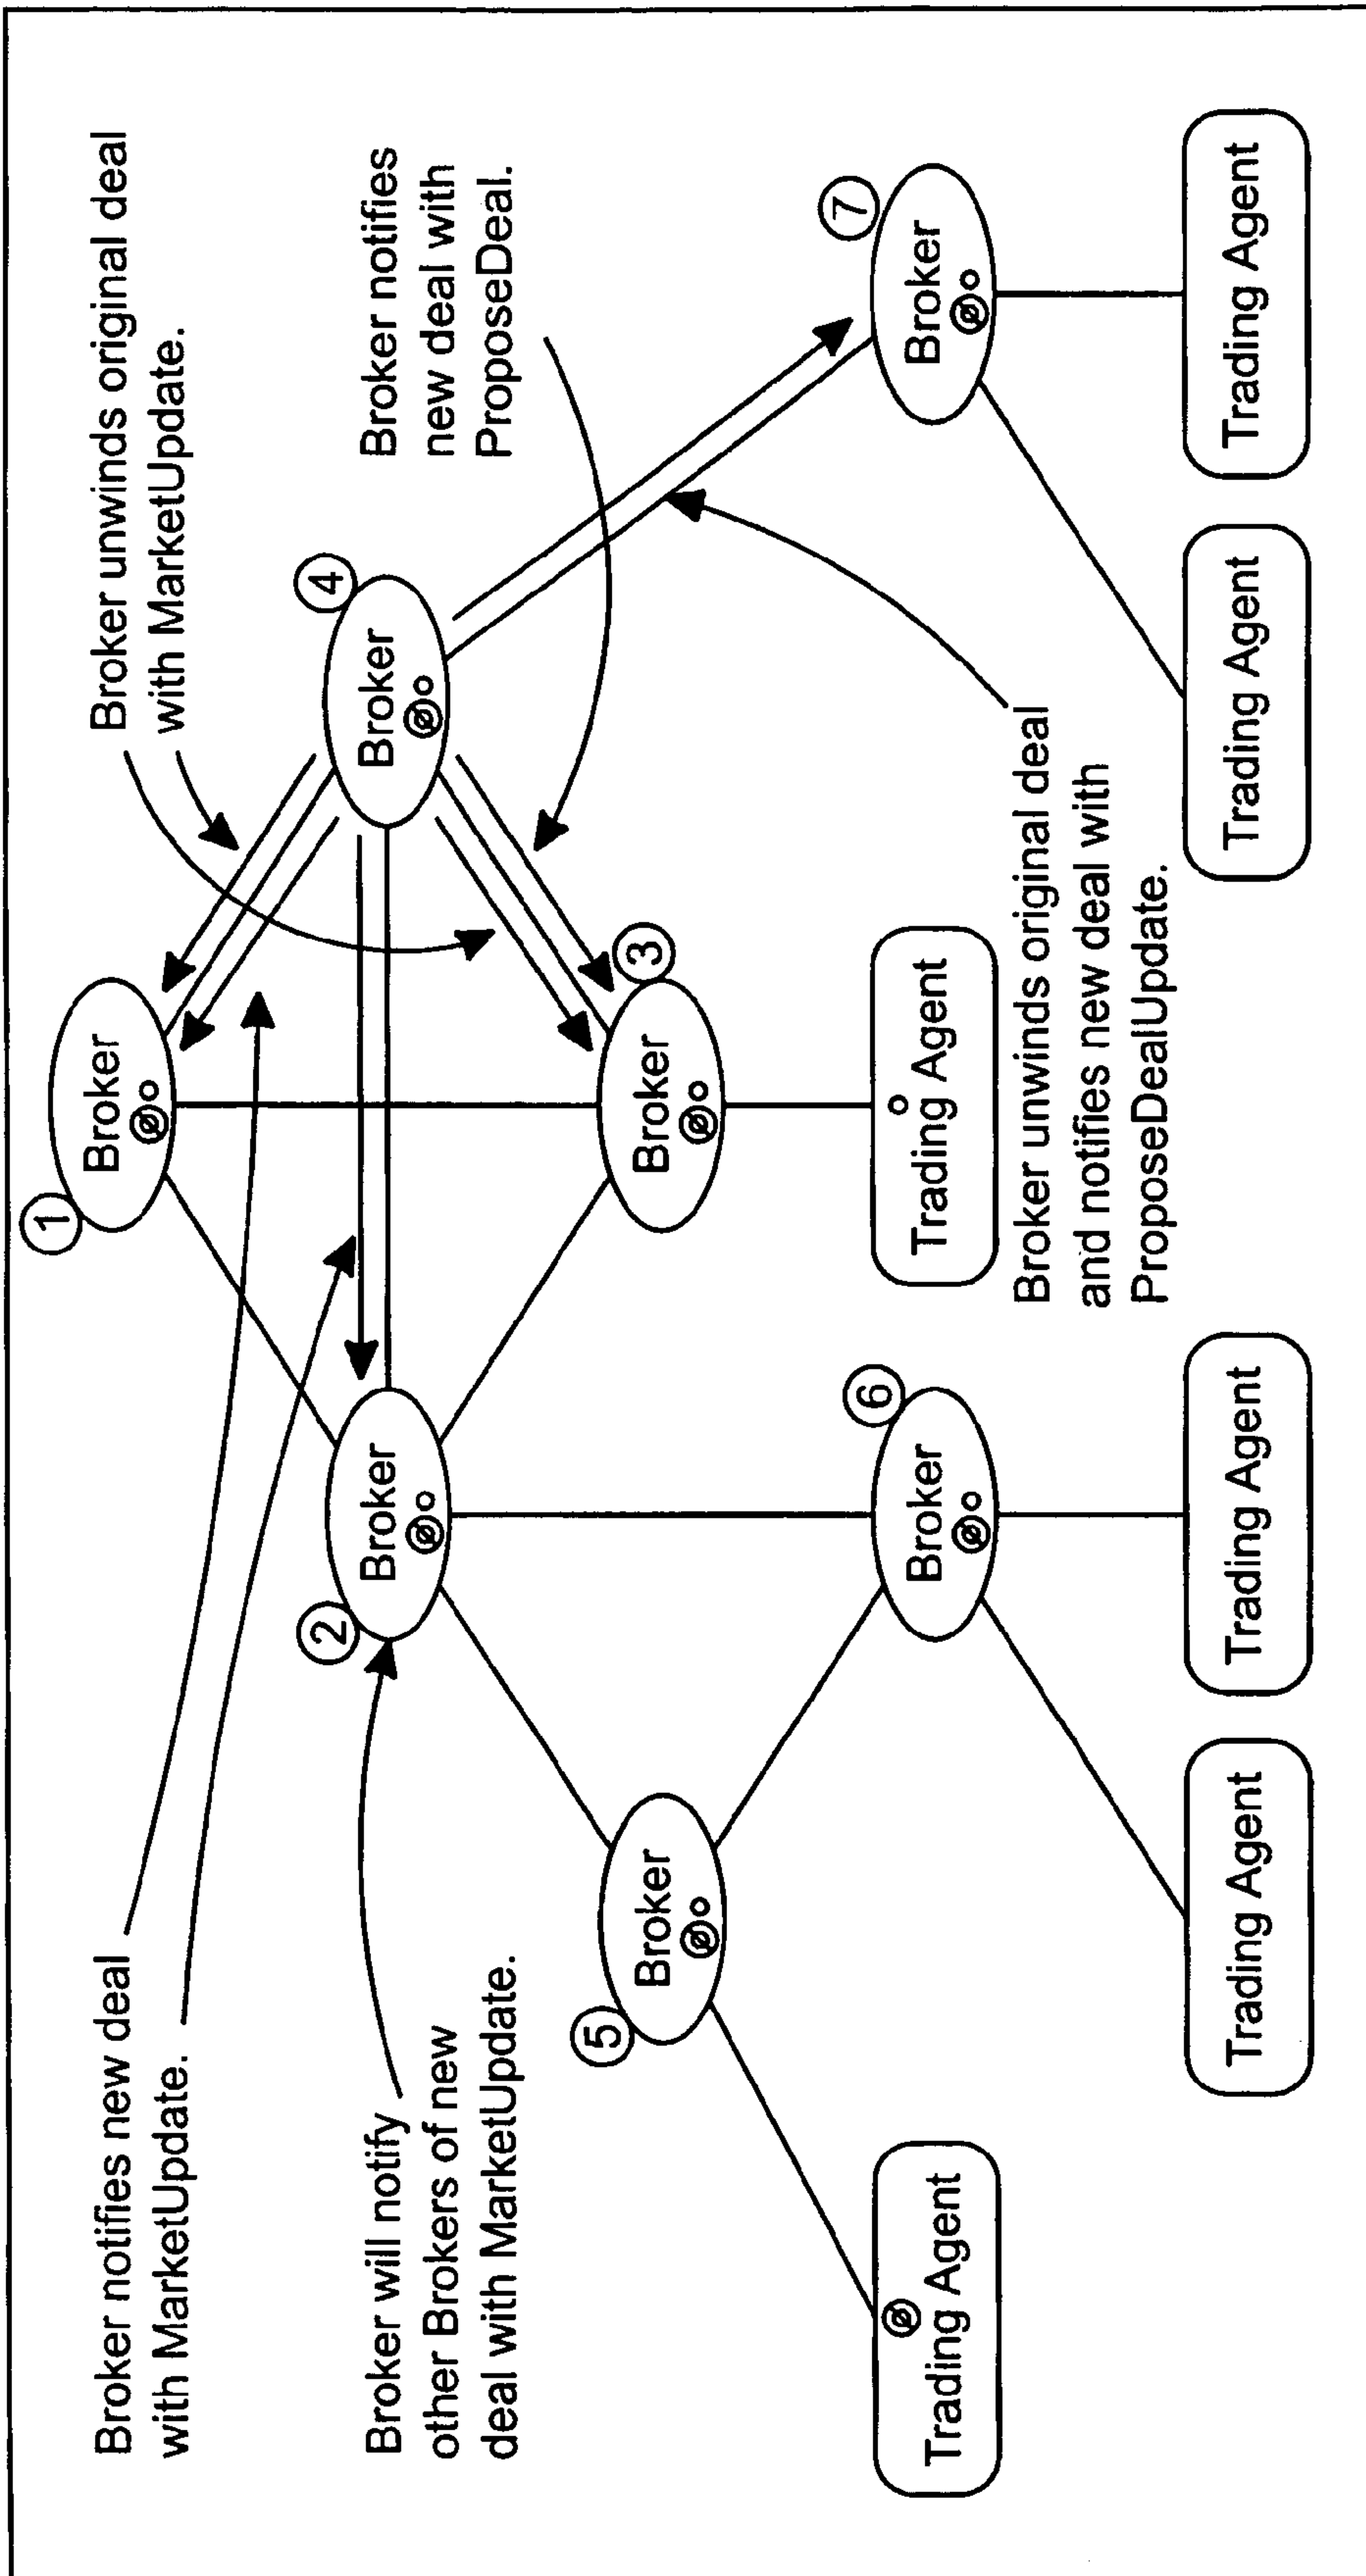 Broker notifies new deal
with MarketUpdate.
Broker unwinds original deal
with MarketUpdate.
1
Broker
Broker will notify
other Brokers of new
deal with MarketUpdate.
2
Broker
4
Broker
Broker notifies
new deal with
ProposeDeal.
5
Broker
3
Broker
6
Broker
7
Broker
Trading Agent
Trading Agent
Broker unwinds original deal
and notifies new deal with
ProposeDealUpdate.
Trading Agent
Trading Agent
Trading Agent
Trading Agent